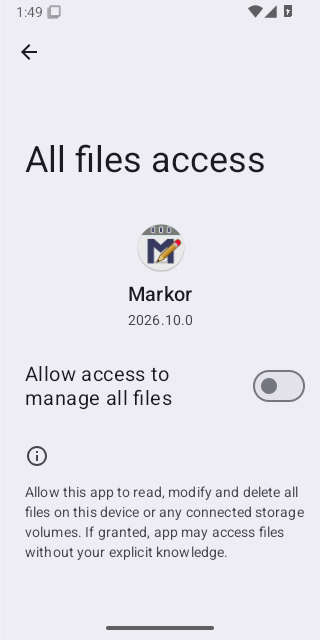 1:49
All files access
Markor
2026.10.0
Allow access to
manage all files
Allow this app to read, modify and delete all
files on this device or any connected storage
volumes. If granted, app may access files
without your explicit knowledge.